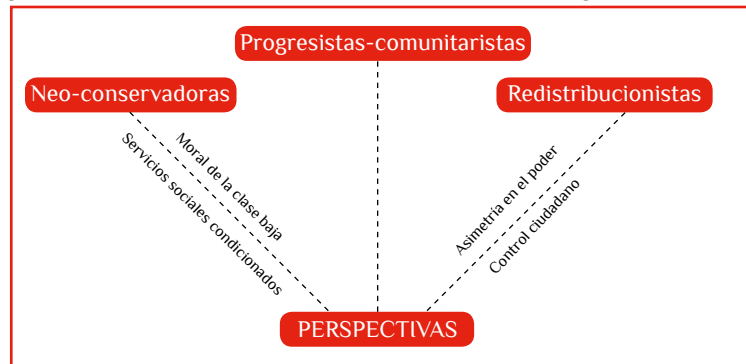 Progresistas-comunitaristas
Neo-conservadoras
Redistribucionistas
Moral de la clase baja
Servicios sociales condicionados
Asimetría en el poder
Control ciudadano
PERSPECTIVAS